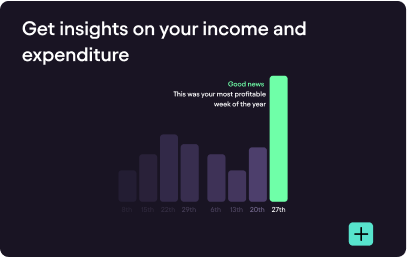 Get insights on your income and
expenditure
Good news
This was your most profitable
week of the year
8th 15th 22nd 29th 6th 13th 20th 27th